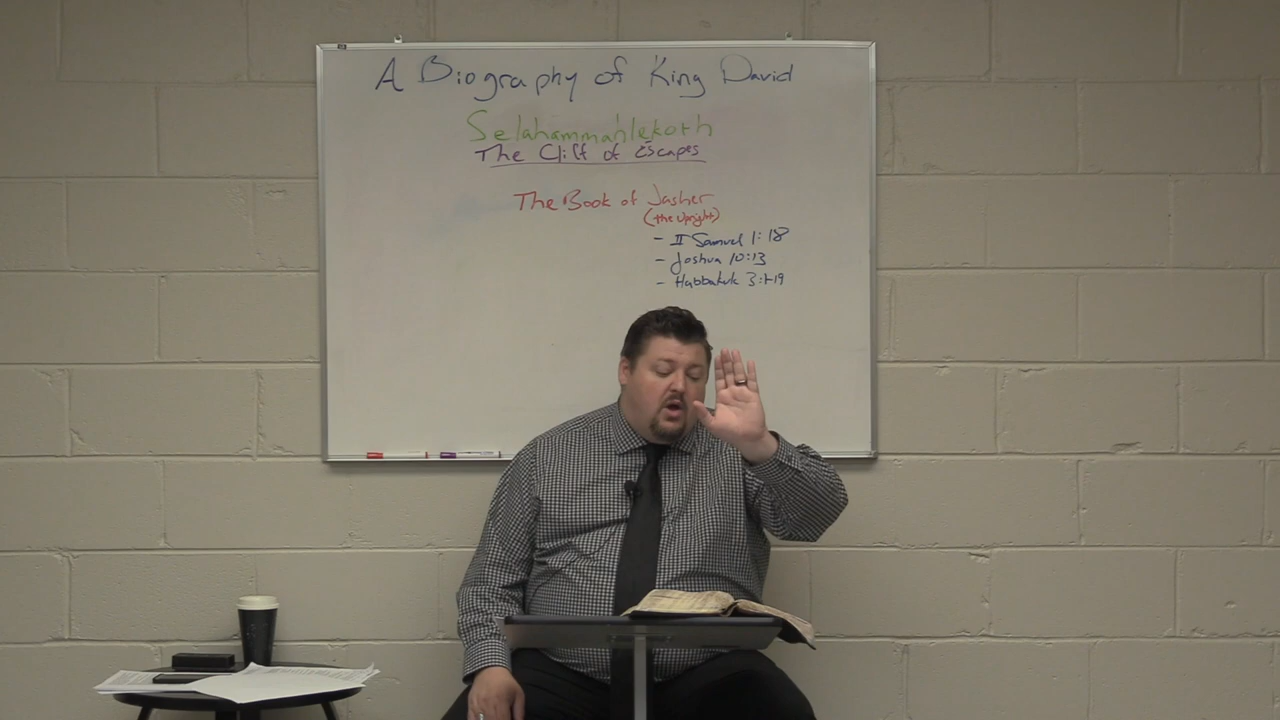 A Biography of King David
Selahammahlekoth
The Cliff of Escapes
The Book of Jasher
(the upright)
- II Samuel 1:18
- Joshua 10:13
- Habbakuk 3:1-19